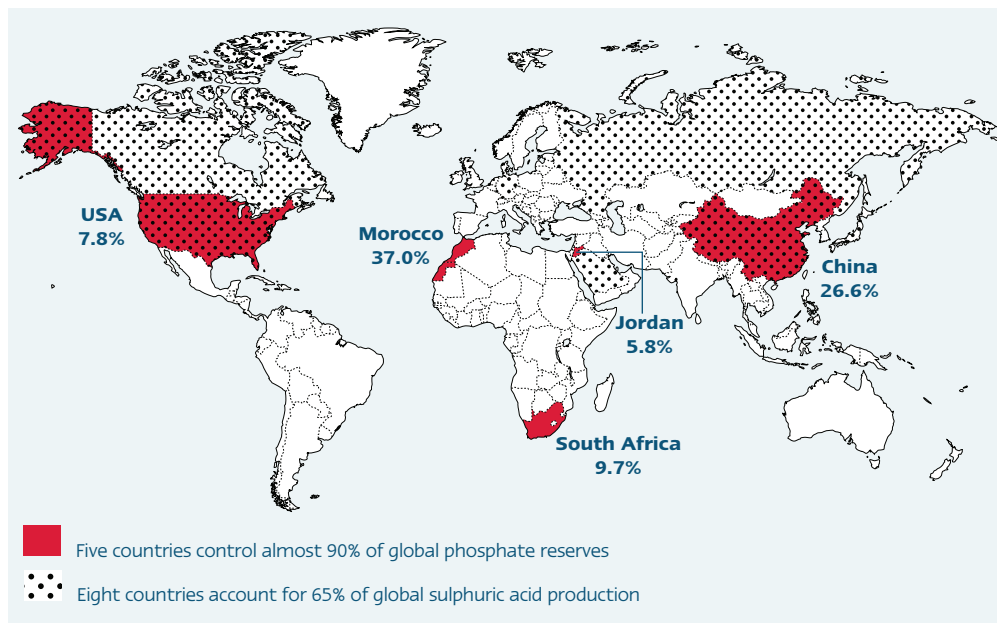 USA
7.8%
Morocco
37.0%
China
26.6%
Jordan
5.8%
South Africa
9.7%
Five countries control almost 90% of global phosphate reserves
Eight countries account for 65% of global sulphuric acid production